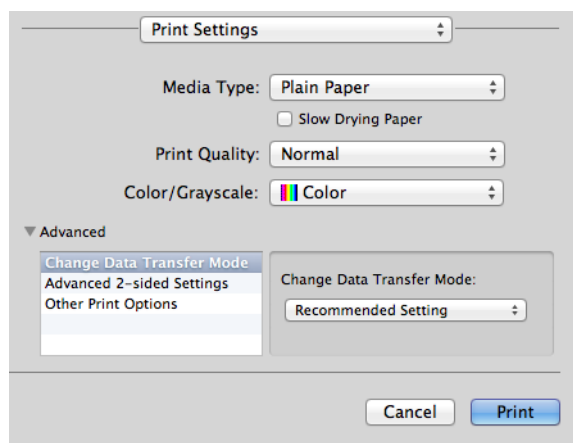 Print Settings
Media Type: Plain Paper
Slow Drying Paper
Print Quality: Normal
Color/Grayscale: Color
Advanced
Change Data Transfer Mode
Advanced 2-sided Settings
Other Print Options
Change Data Transfer Mode:
Recommended Setting
Cancel Print